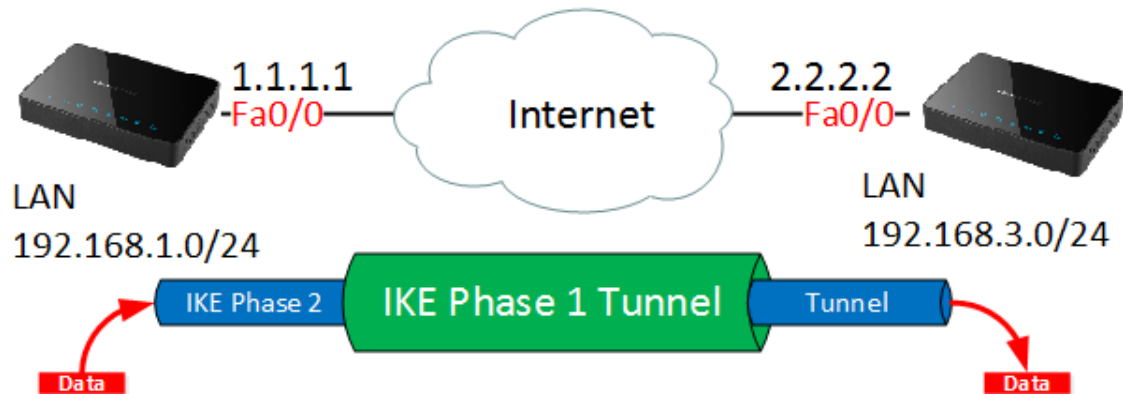 1.1.1.1
Fa0/0
Internet
2.2.2.2
Fa0/0
LAN
192.168.1.0/24
LAN
192.168.3.0/24
IKE Phase 2
IKE Phase 1 Tunnel
Tunnel
Data
Data